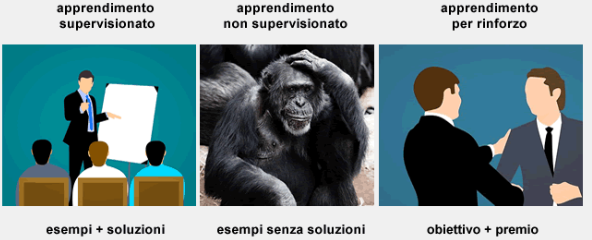 apprendimento
supervisionato
esempi + soluzioni
apprendimento
non supervisionato
esempi senza soluzioni
apprendimento
per rinforzo
obiettivo + premio